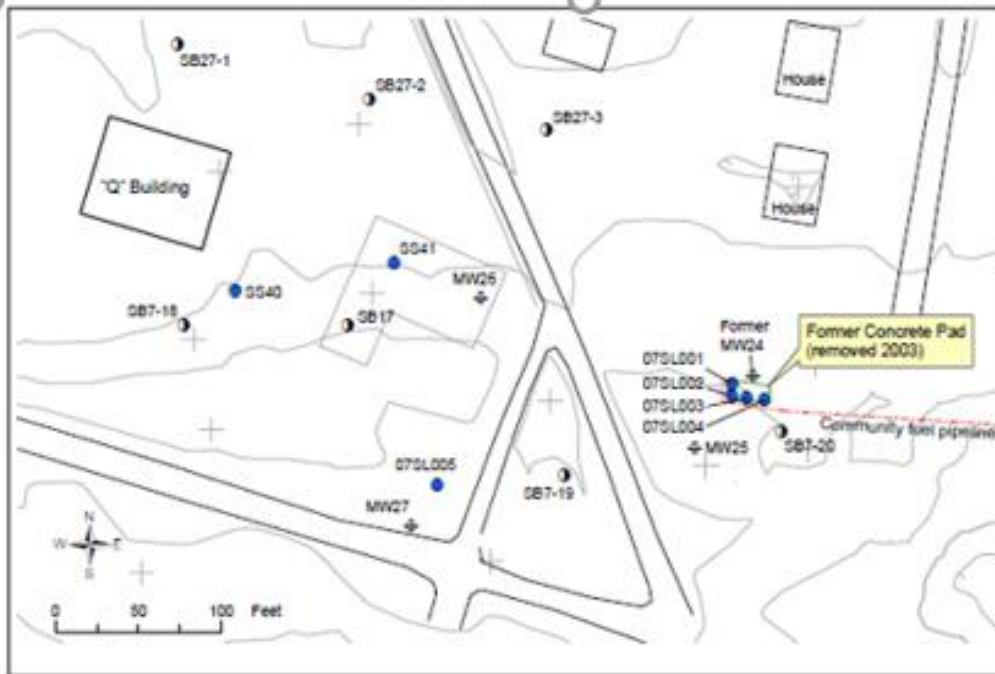 SB27-1
SB27-2
House
SB27-3
"Q" Building
House
SS41
SS40
MW26
SB7-18
SB17
Former
MW24
Former Concrete Pad
(removed 2003)
07SL001
07SL002
07SL003
07SL004
Community fuel pipeline
MW25
SB7-20
07SL005
SB7-19
MW27
N
W
E
S
0 50 100 Feet